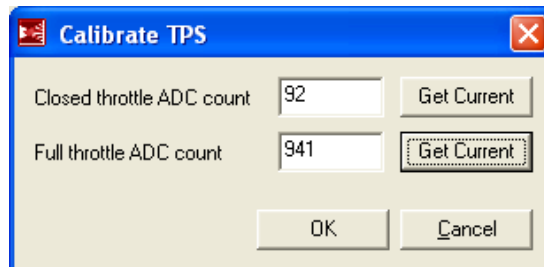 Calibrate TPS
Closed throttle ADC count 92 Get Current
Full throttle ADC count 941 Get Current
OK Cancel